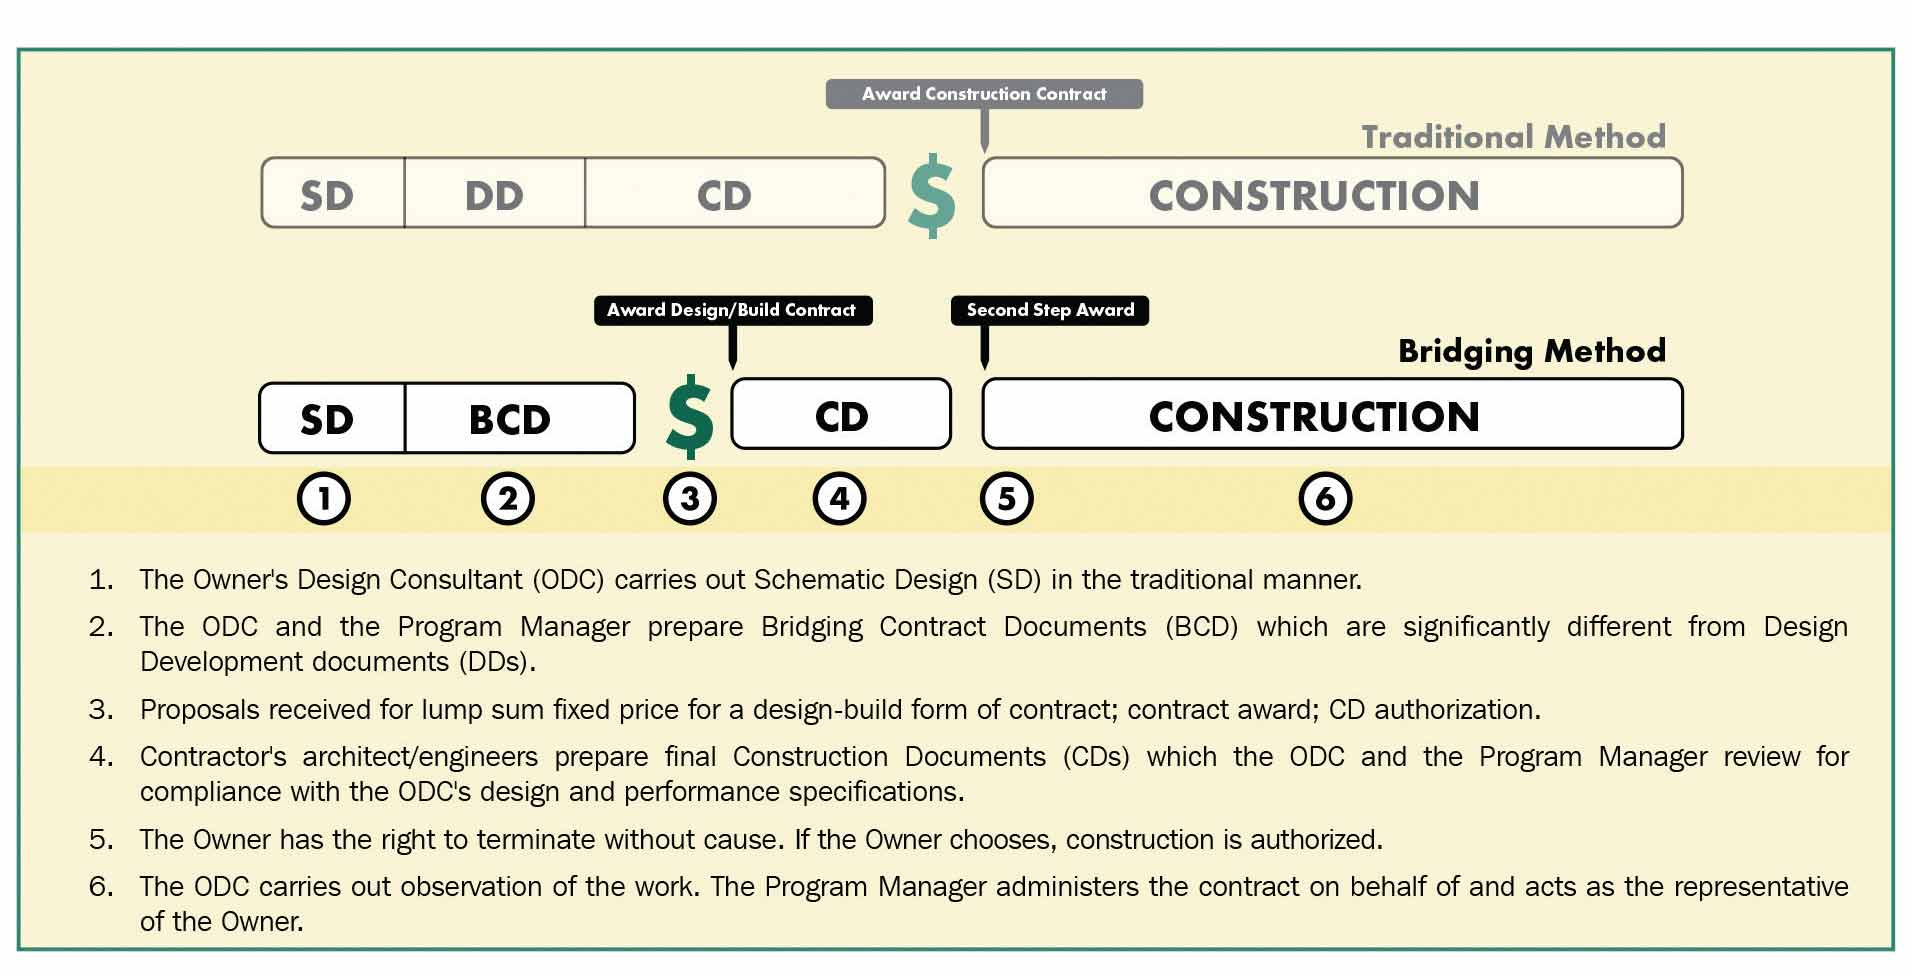 Award Construction Contract
Traditional Method
SD DD CD $ CONSTRUCTION
Award Design/Build Contract Second Step Award
Bridging Method
SD BCD $ CD CONSTRUCTION
1 2 3 4 5 6
1. The Owner's Design Consultant (ODC) carries out Schematic Design (SD) in the traditional manner.
2. The ODC and the Program Manager prepare Bridging Contract Documents (BCD) which are significantly different from Design
Development documents (DDs).
3. Proposals received for lump sum fixed price for a design-build form of contract; contract award; CD authorization.
4. Contractor's architect/engineers prepare final Construction Documents (CDs) which the ODC and the Program Manager review for
compliance with the ODC's design and performance specifications.
5. The Owner has the right to terminate without cause. If the Owner chooses, construction is authorized.
6. The ODC carries out observation of the work. The Program Manager administers the contract on behalf of and acts as the representative
of the Owner.